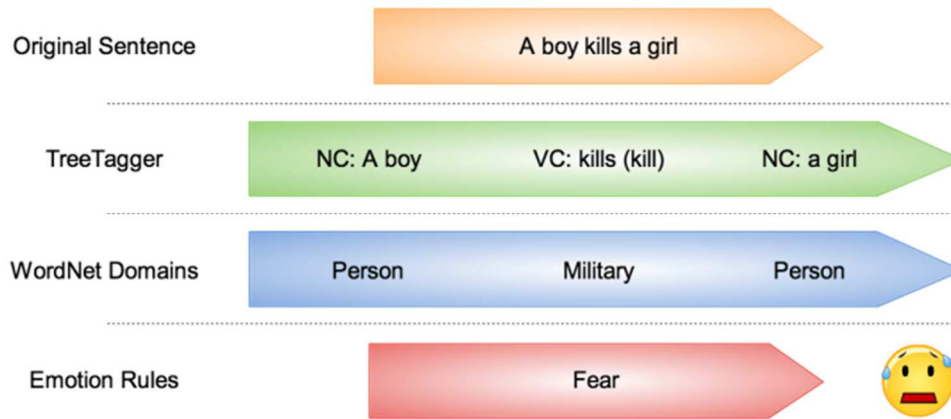 Original Sentence
A boy kills a girl
TreeTagger
NC: A boy
VC: kills (kill)
NC: a girl
WordNet Domains
Person
Military
Person
Emotion Rules
Fear